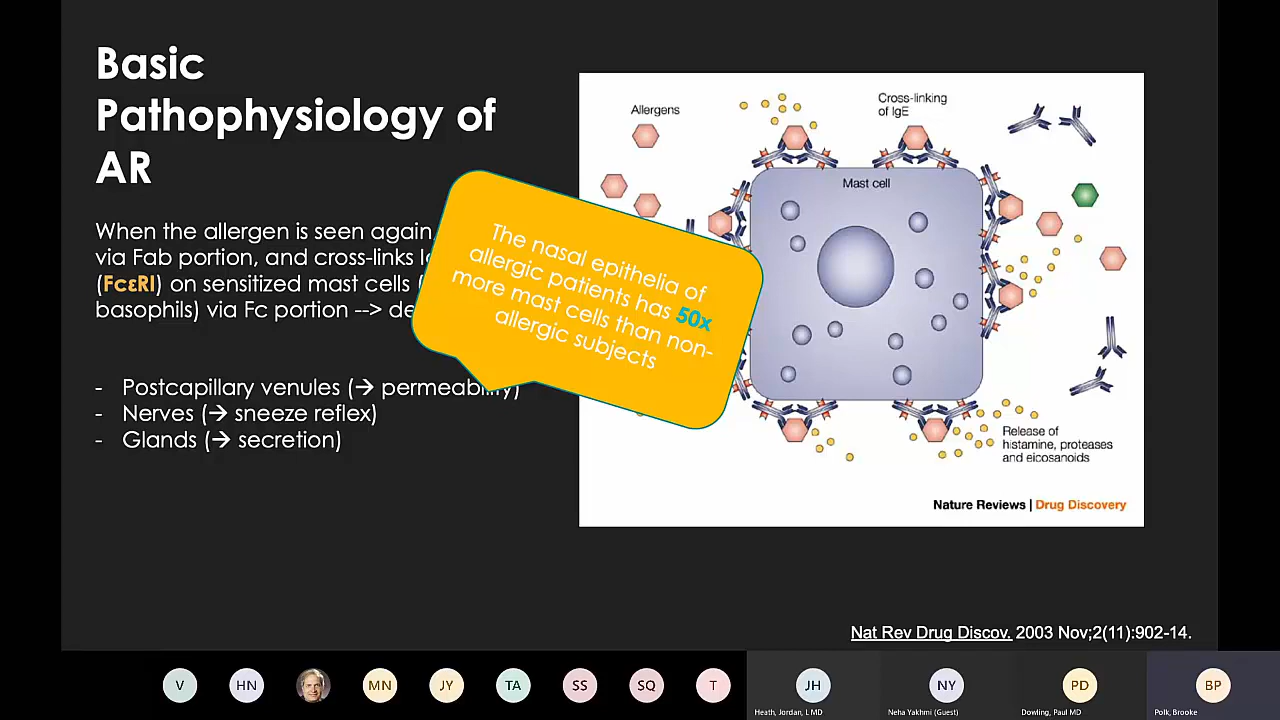 Basic
Pathophysiology of
AR
When the allergen is seen again
via Fab portion, and cross-links
(FcεRI) on sensitized mast cells (
basophils) via Fc portion --> de
- Postcapillary venules (→ permeability)
- Nerves (→ sneeze reflex)
- Glands (→ secretion)
The nasal epithelia of
allergic patients has 50x
more mast cells than non-
allergic subjects
Allergens
Cross-linking
of IgE
Mast cell
Release of
histamine, proteases
and eicosanoids
Nature Reviews | Drug Discovery
Nat Rev Drug Discov. 2003 Nov;2(11):902-14.
V
HN
MN
JY
TA
SS
SQ
T
JH
NY
PD
BP
Heath, Jordan, L MD
Neha Yakhmi (Guest)
Dowling, Paul MD
Polk, Brooke